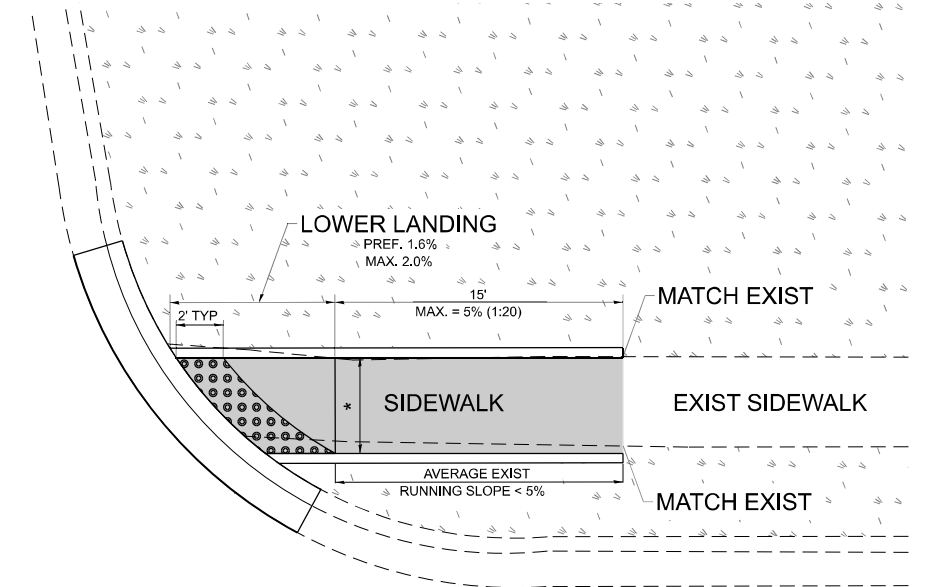 LOWER LANDING
PREF. 1.6%
MAX. 2.0%
15'
MAX. = 5% (1:20)
MATCH EXIST
2' TYP
*
SIDEWALK
EXIST SIDEWALK
AVERAGE EXIST
RUNNING SLOPE < 5%
MATCH EXIST